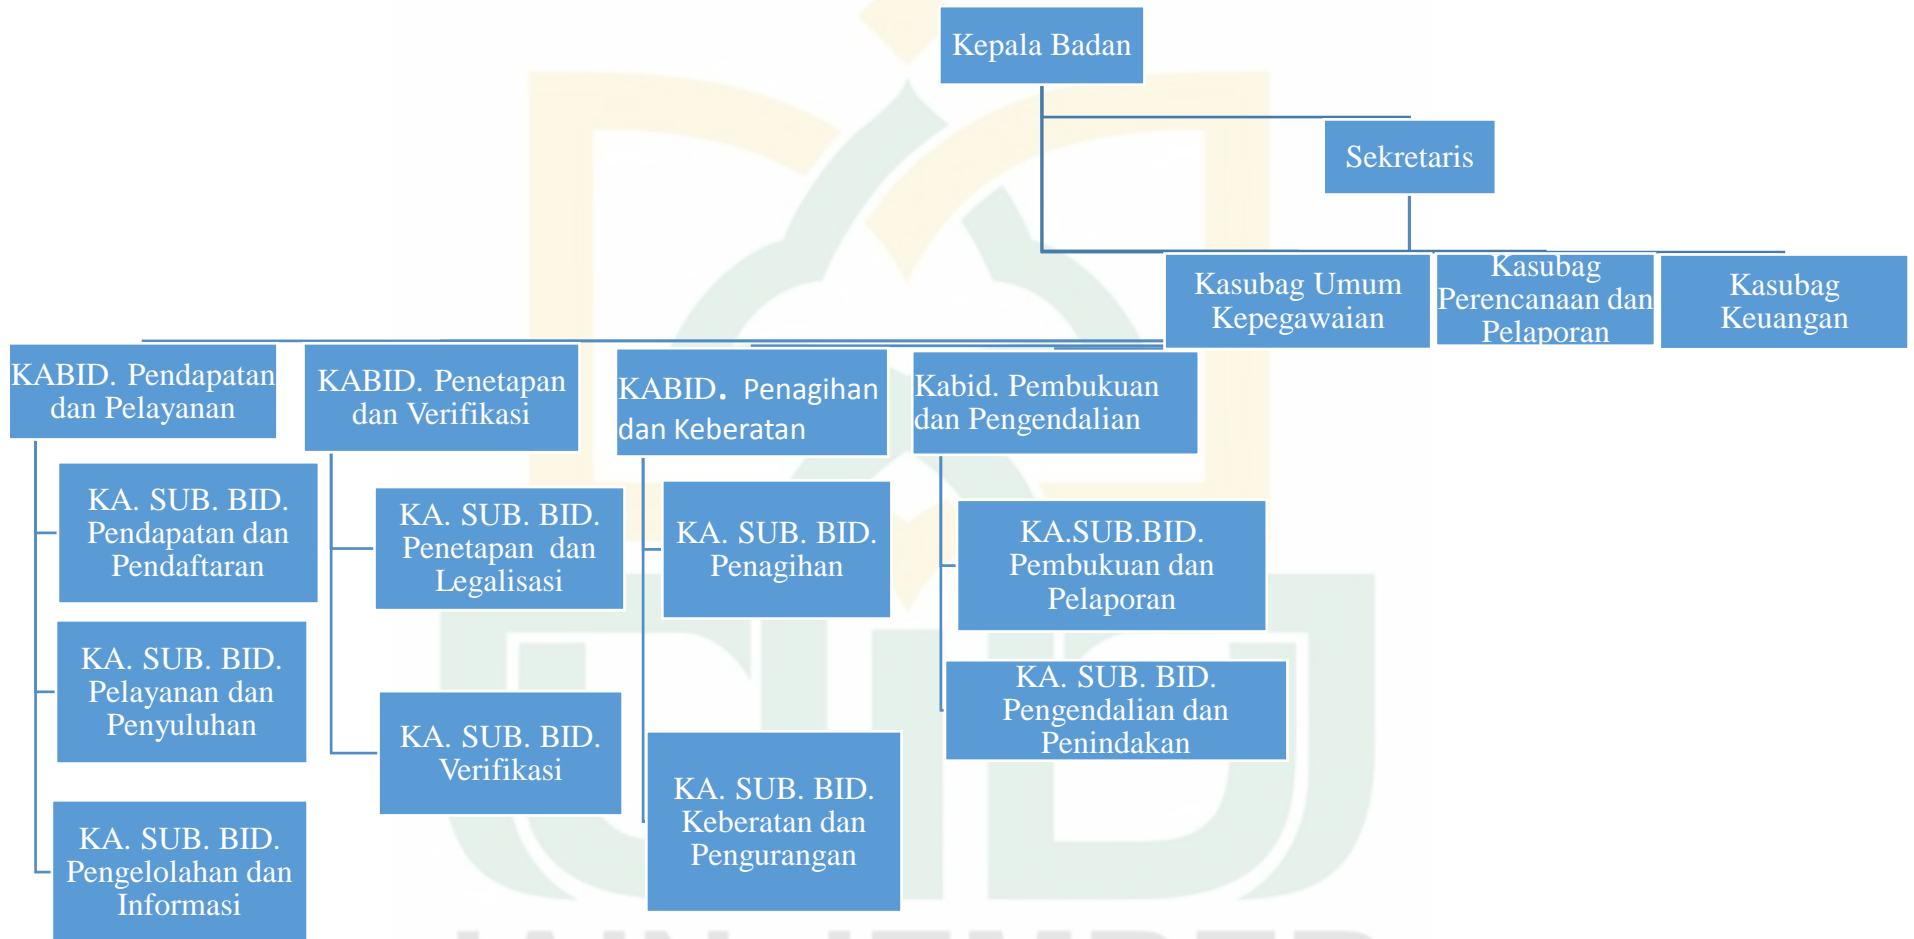 Kepala Badan
Sekretaris
Kasubag Umum
Kepegawaian
Kasubag
Perencanaan dan
Pelaporan
Kasubag
Keuangan
KABID. Pendapatan
dan Pelayanan
KABID. Penetapan
dan Verifikasi
KABID. Penagihan
dan Keberatan
Kabid. Pembukuan
dan Pengendalian
KA. SUB. BID.
Pendapatan dan
Pendaftaran
KA. SUB. BID.
Pelayanan dan
Penyuluhan
KA. SUB. BID.
Pengelolahan dan
Informasi
KA. SUB. BID.
Penetapan dan
Legalisasi
KA. SUB. BID.
Verifikasi
KA. SUB. BID.
Penagihan
KA. SUB. BID.
Keberatan dan
Pengurangan
KA.SUB.BID.
Pembukuan dan
Pelaporan
KA. SUB. BID.
Pengendalian dan
Penindakan
IAIN JEMBER